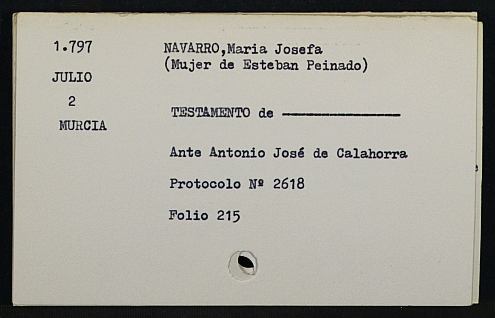 1.797
JULIO
2
MURCIA
NAVARRO,Maria Josefa
(Mujer de Esteban Peinado)
TESTAMENTO de ——————
Ante Antonio José de Calahorra
Protocolo Nº 2618
Folio 215